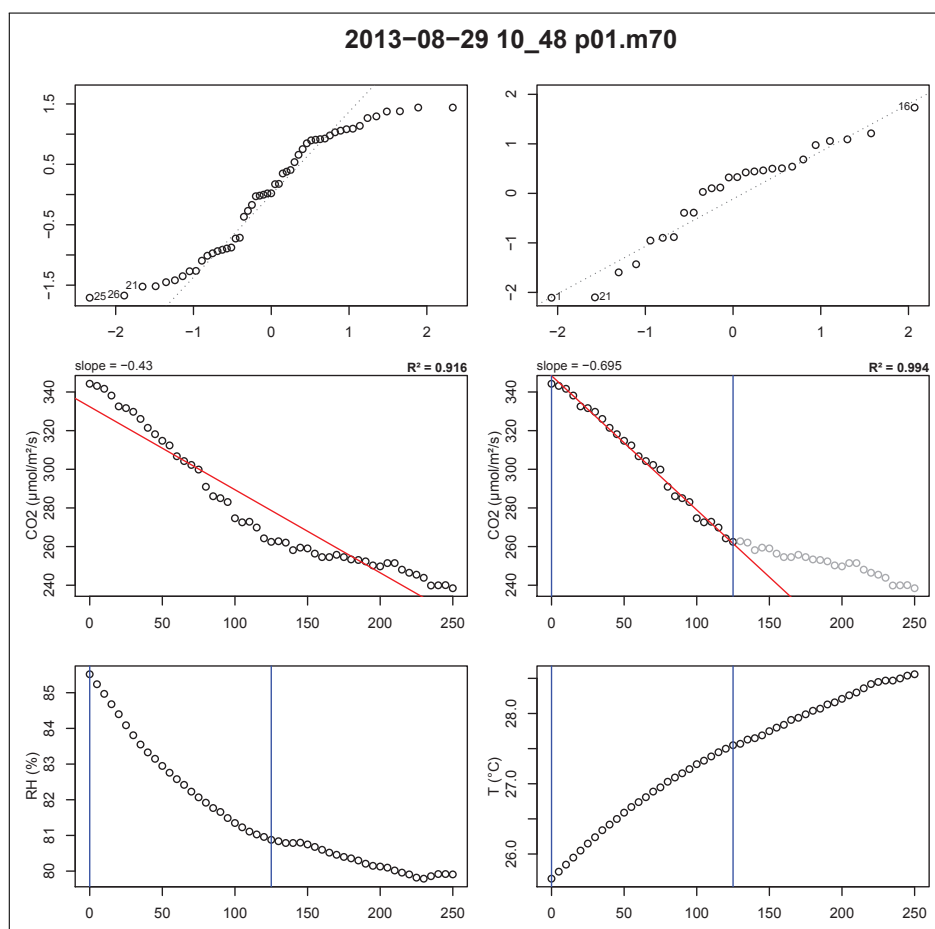 2013−08−29 10_48 p01.m70
1.5
0.5
−0.5
−1.5
25
26
21
−2 −1 0 1 2
2
1
0
−1
−2
16
1
21
−2 −1 0 1 2
slope = −0.43 R² = 0.916
CO2 (µmol/m²/s)
340
320
300
280
260
240
0 50 100 150 200 250
slope = −0.695 R² = 0.994
CO2 (µmol/m²/s)
340
320
300
280
260
240
0 50 100 150 200 250
RH (%)
85
84
83
82
81
80
0 50 100 150 200 250
T (°C)
28.0
27.0
26.0
0 50 100 150 200 250